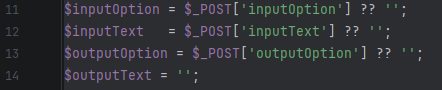 11 $inputOption = $_POST['inputOption'] ?? '';
12 $inputText   = $_POST['inputText'] ?? '';
13 $outputOption = $_POST['outputOption'] ?? '';
14 $outputText = '';